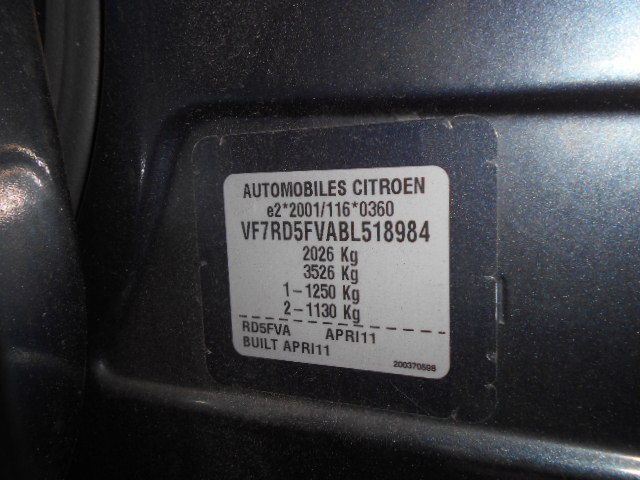 AUTOMOBILES CITROEN
e2*2001/116*0360
VF7RD5FVABL518984
2026 Kg
3526 Kg
1-1250 Kg
2-1130 Kg
RD5FVA APRI11
BUILT APRI11
200370598